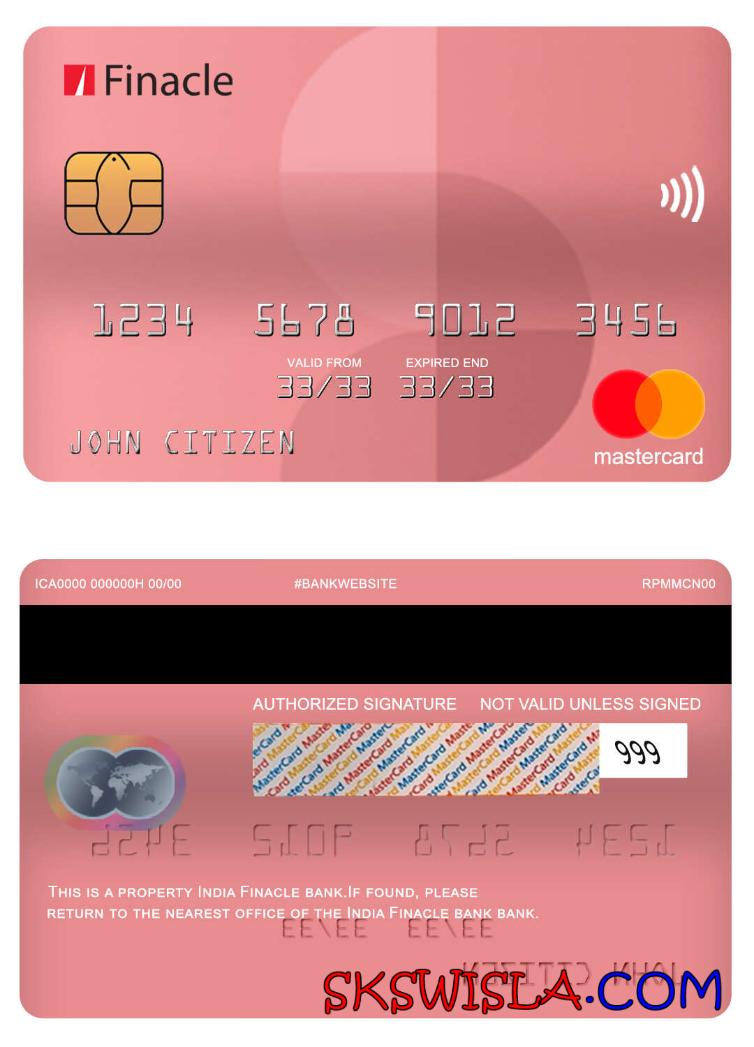 Finacle
1234 5678 9012 3456
VALID FROM EXPIRED END
33/33 33/33
JOHN CITIZEN
mastercard
ICA0000 000000H 00/00 #BANKWEBSITE RPMMCN00
AUTHORIZED SIGNATURE NOT VALID UNLESS SIGNED
MasterCard MasterCard MasterCard MasterCard
999
THIS IS A PROPERTY INDIA FINACLE BANK.IF FOUND, PLEASE
RETURN TO THE NEAREST OFFICE OF THE INDIA FINACLE BANK BANK.
SKSWISLA.COM